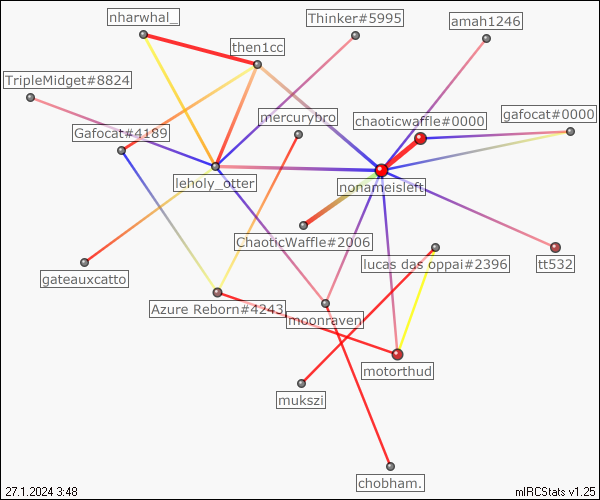 nharwhal_
Thinker#5995
amah1246
then1cc
TripleMidget#8824
mercurybro
chaoticwaffle#0000
gafocat#0000
Gafocat#4189
leholy_otter
nonameisleft
ChaoticWaffle#2006
lucas das oppai#2396
tt532
gateauxcatto
Azure Reborn#4243
moonraven
motorthud
mukszi
chobham.
27.1.2024 3:48
mIRCStats v1.25